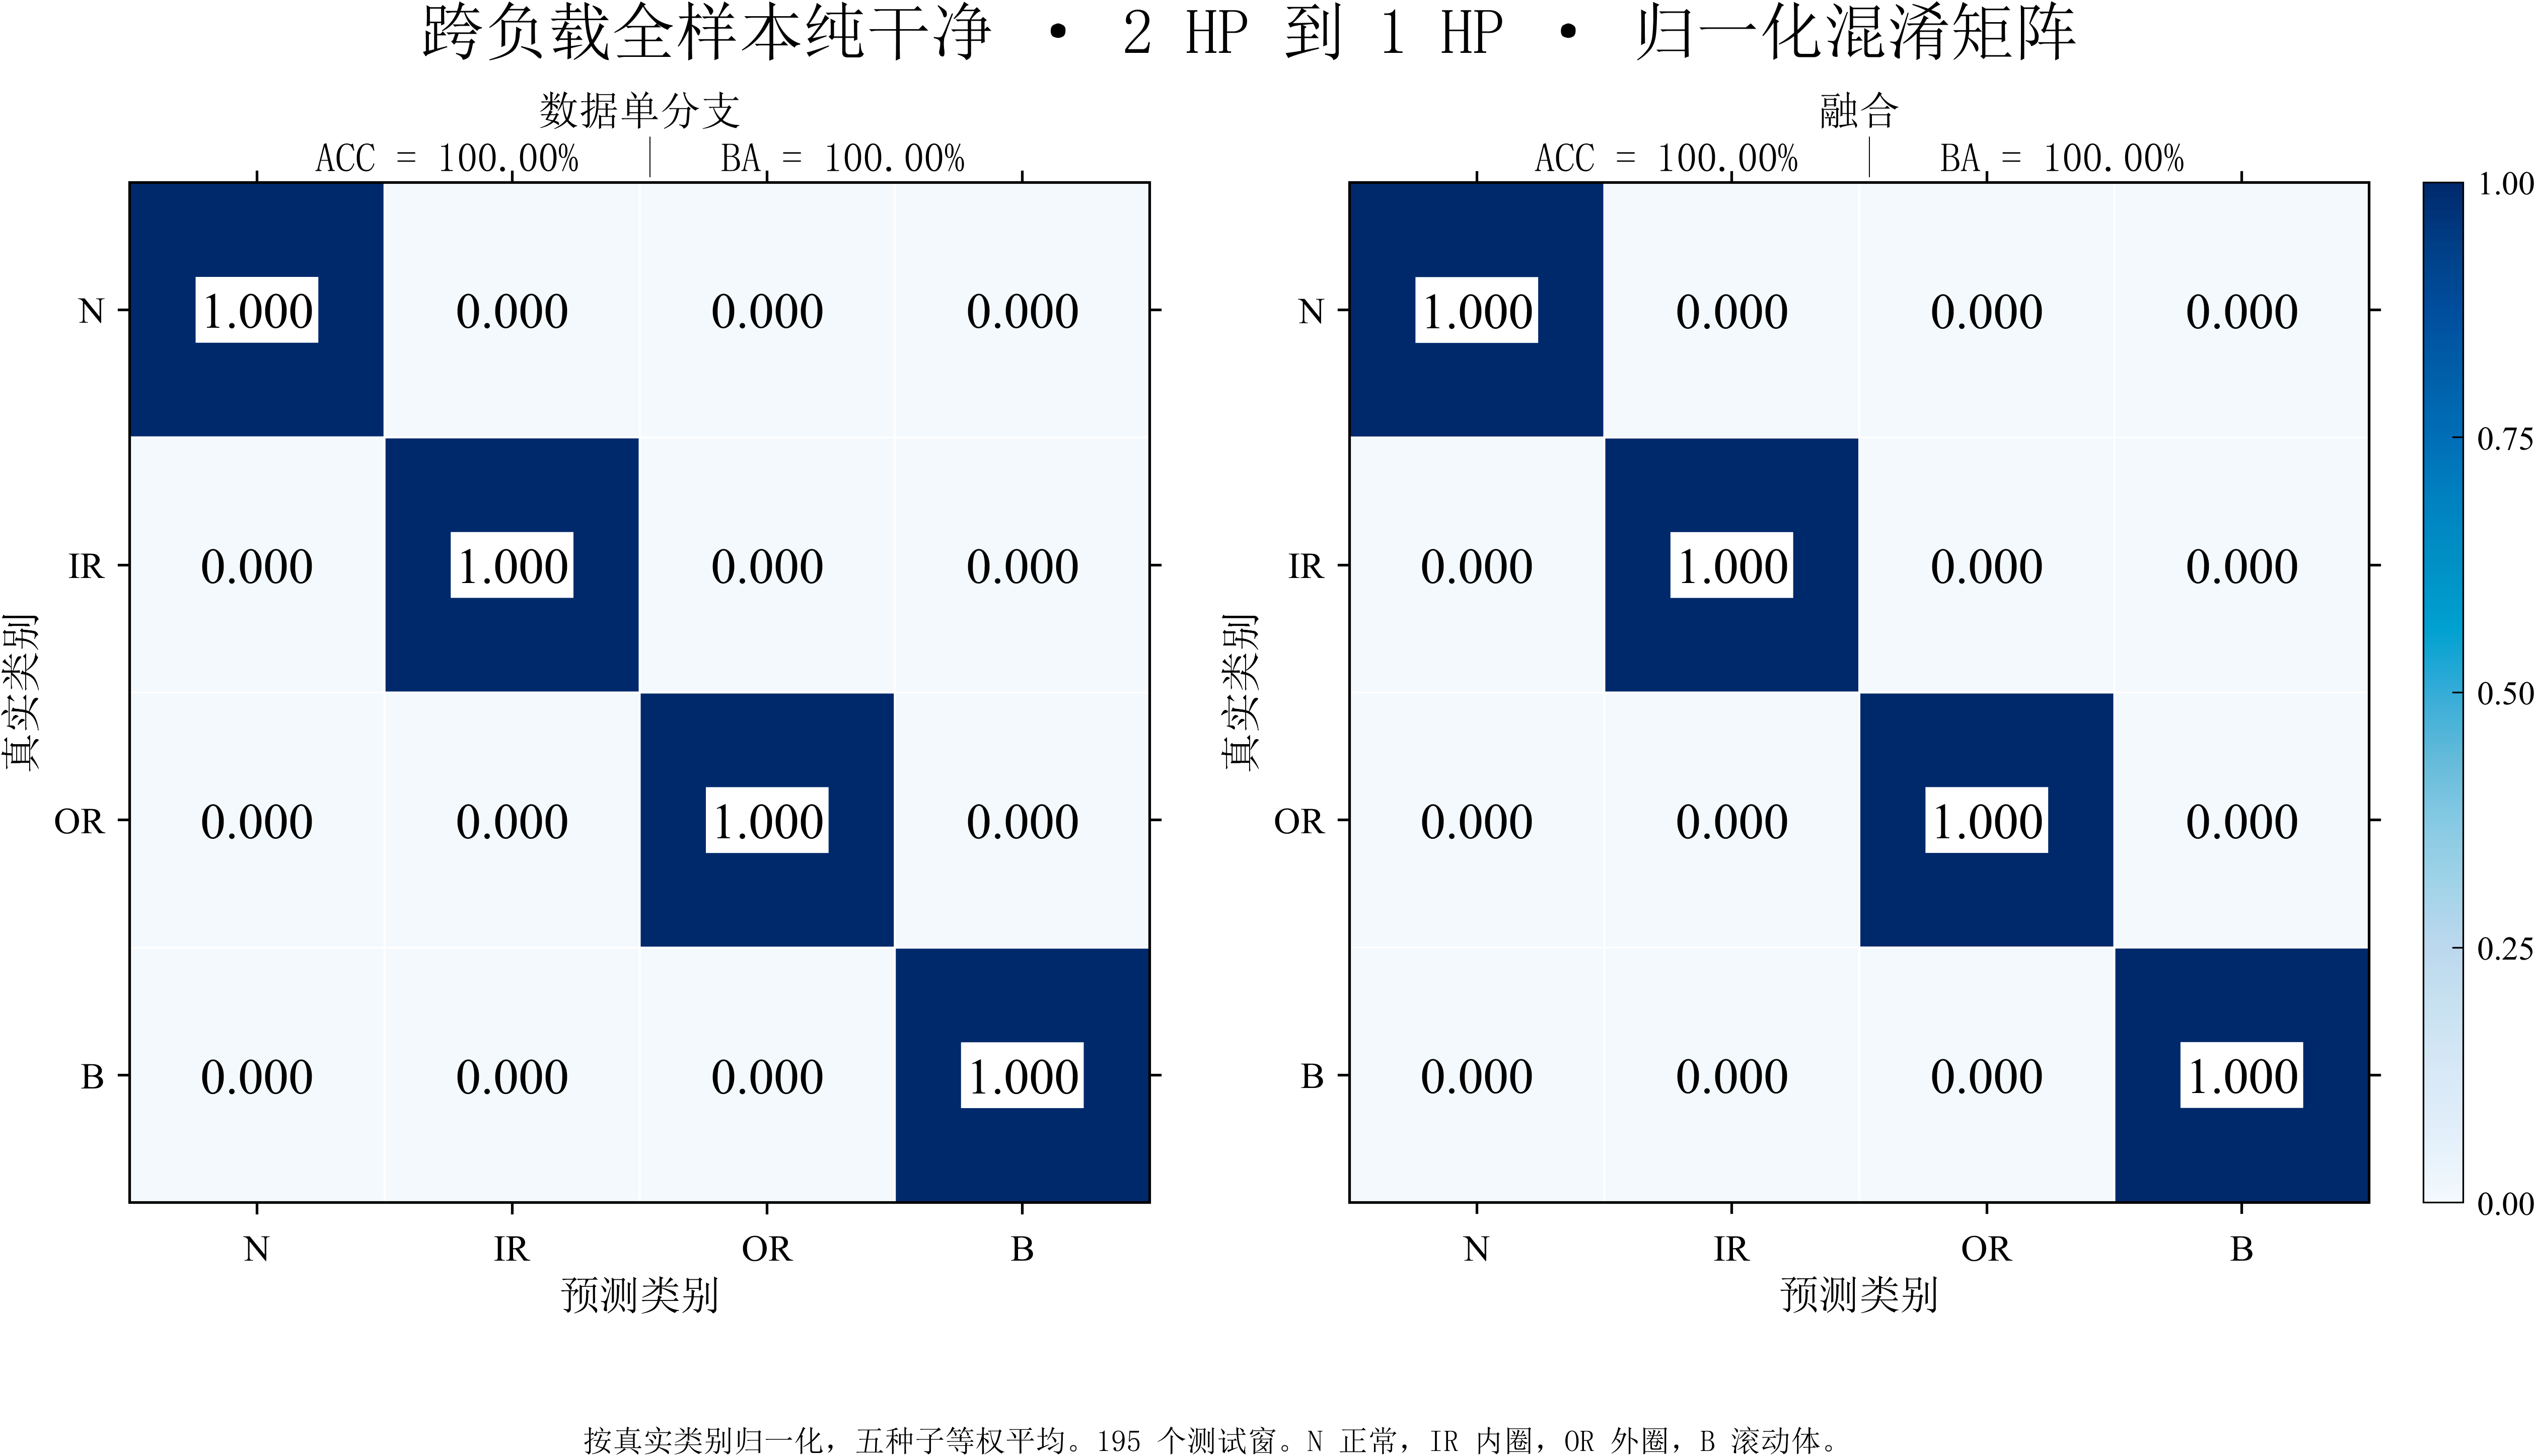 跨负载全样本纯干净 · 2 HP 到 1 HP · 归一化混淆矩阵
数据单分支
ACC = 100.00% | BA = 100.00%
N 1.000 0.000 0.000 0.000
IR 0.000 1.000 0.000 0.000
OR 0.000 0.000 1.000 0.000
B 0.000 0.000 0.000 1.000
N IR OR B
真实类别
预测类别
融合
ACC = 100.00% | BA = 100.00%
N 1.000 0.000 0.000 0.000
IR 0.000 1.000 0.000 0.000
OR 0.000 0.000 1.000 0.000
B 0.000 0.000 0.000 1.000
N IR OR B
真实类别
预测类别
1.00
0.75
0.50
0.25
0.00
按真实类别归一化，五种子等权平均。195 个测试窗。N 正常，IR 内圈，OR 外圈，B 滚动体。